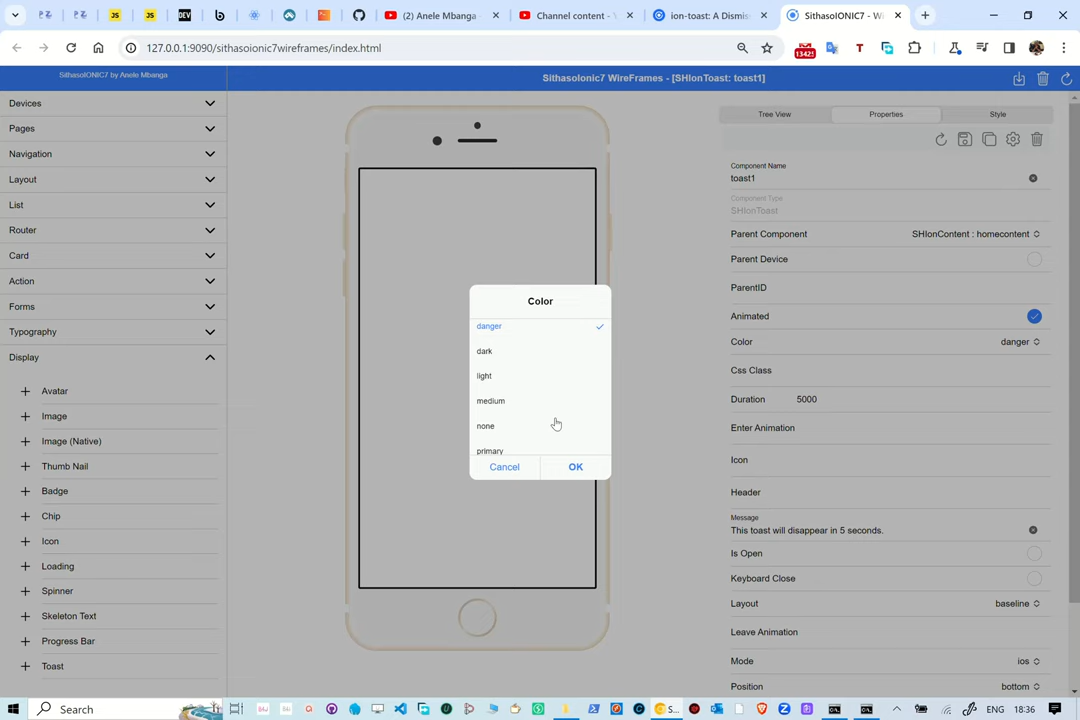 (2) Anele Mbanga -
Channel content - Y
ion-toast: A Dismis
SithasoIONIC7 - Wi
127.0.0.1:9090/sithasoionic7wireframes/index.html
13425
SithasoIONIC7 by Anele Mbanga
SithasoIonic7 WireFrames - [SHIonToast: toast1]
Devices
Pages
Navigation
Layout
List
Router
Card
Action
Forms
Typography
Display
Avatar
Image
Image (Native)
Thumb Nail
Badge
Chip
Icon
Loading
Spinner
Skeleton Text
Progress Bar
Toast
Color
danger
dark
light
medium
none
primary
Cancel
OK
Tree View
Properties
Style
Component Name
toast1
Component Type
SHIonToast
Parent Component
SHIonContent : homecontent
Parent Device
ParentID
Animated
Color
danger
Css Class
Duration
5000
Enter Animation
Icon
Header
Message
This toast will disappear in 5 seconds.
Is Open
Keyboard Close
Layout
baseline
Leave Animation
Mode
ios
Position
bottom
Search
ENG
18:36